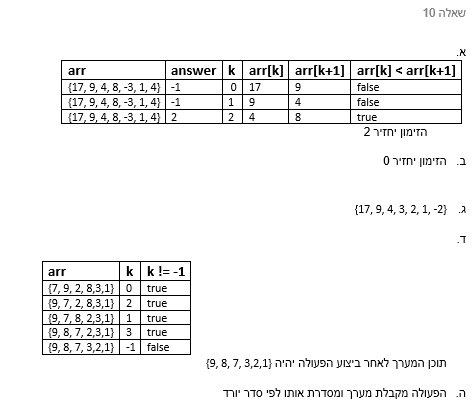 שאלה 10
א.
arr answer k arr[k] arr[k+1] arr[k] < arr[k+1]
{17, 9, 4, 8, -3, 1, 4} -1 0 17 9 false
{17, 9, 4, 8, -3, 1, 4} -1 1 9 4 false
{17, 9, 4, 8, -3, 1, 4} 2 2 4 8 true
הזימון יחזיר 2
ב. הזימון יחזיר 0
ג. {17, 9, 4, 3, 2, 1, -2}
ד.
arr k k != -1
{7, 9, 2, 8,3,1} 0 true
{9, 7, 2, 8,3,1} 2 true
{9, 7, 8, 2,3,1} 1 true
{9, 8, 7, 2,3,1} 3 true
{9, 8, 7, 3,2,1} -1 false
תוכן המערך לאחר ביצוע הפעולה יהיה {9, 8, 7, 3,2,1}
ה. הפעולה מקבלת מערך ומסדרת אותו לפי סדר יורד